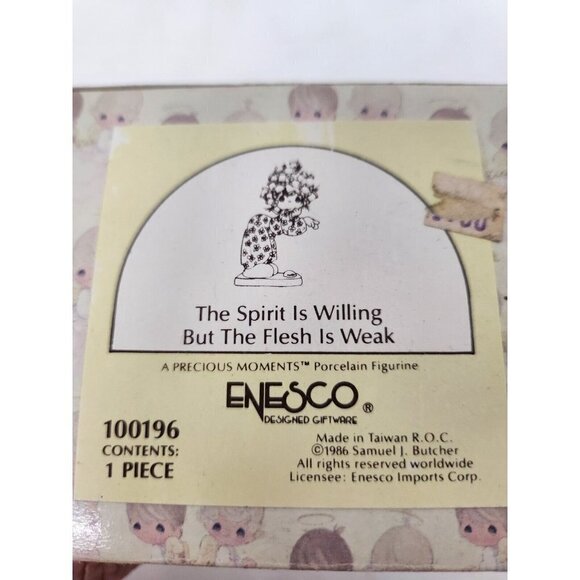 The Spirit Is Willing
But The Flesh Is Weak
A PRECIOUS MOMENTS™ Porcelain Figurine
ENESCO®
DESIGNED GIFTWARE
100196
CONTENTS:
1 PIECE
Made in Taiwan R.O.C.
©1986 Samuel J. Butcher
All rights reserved worldwide
Licensee: Enesco Imports Corp.